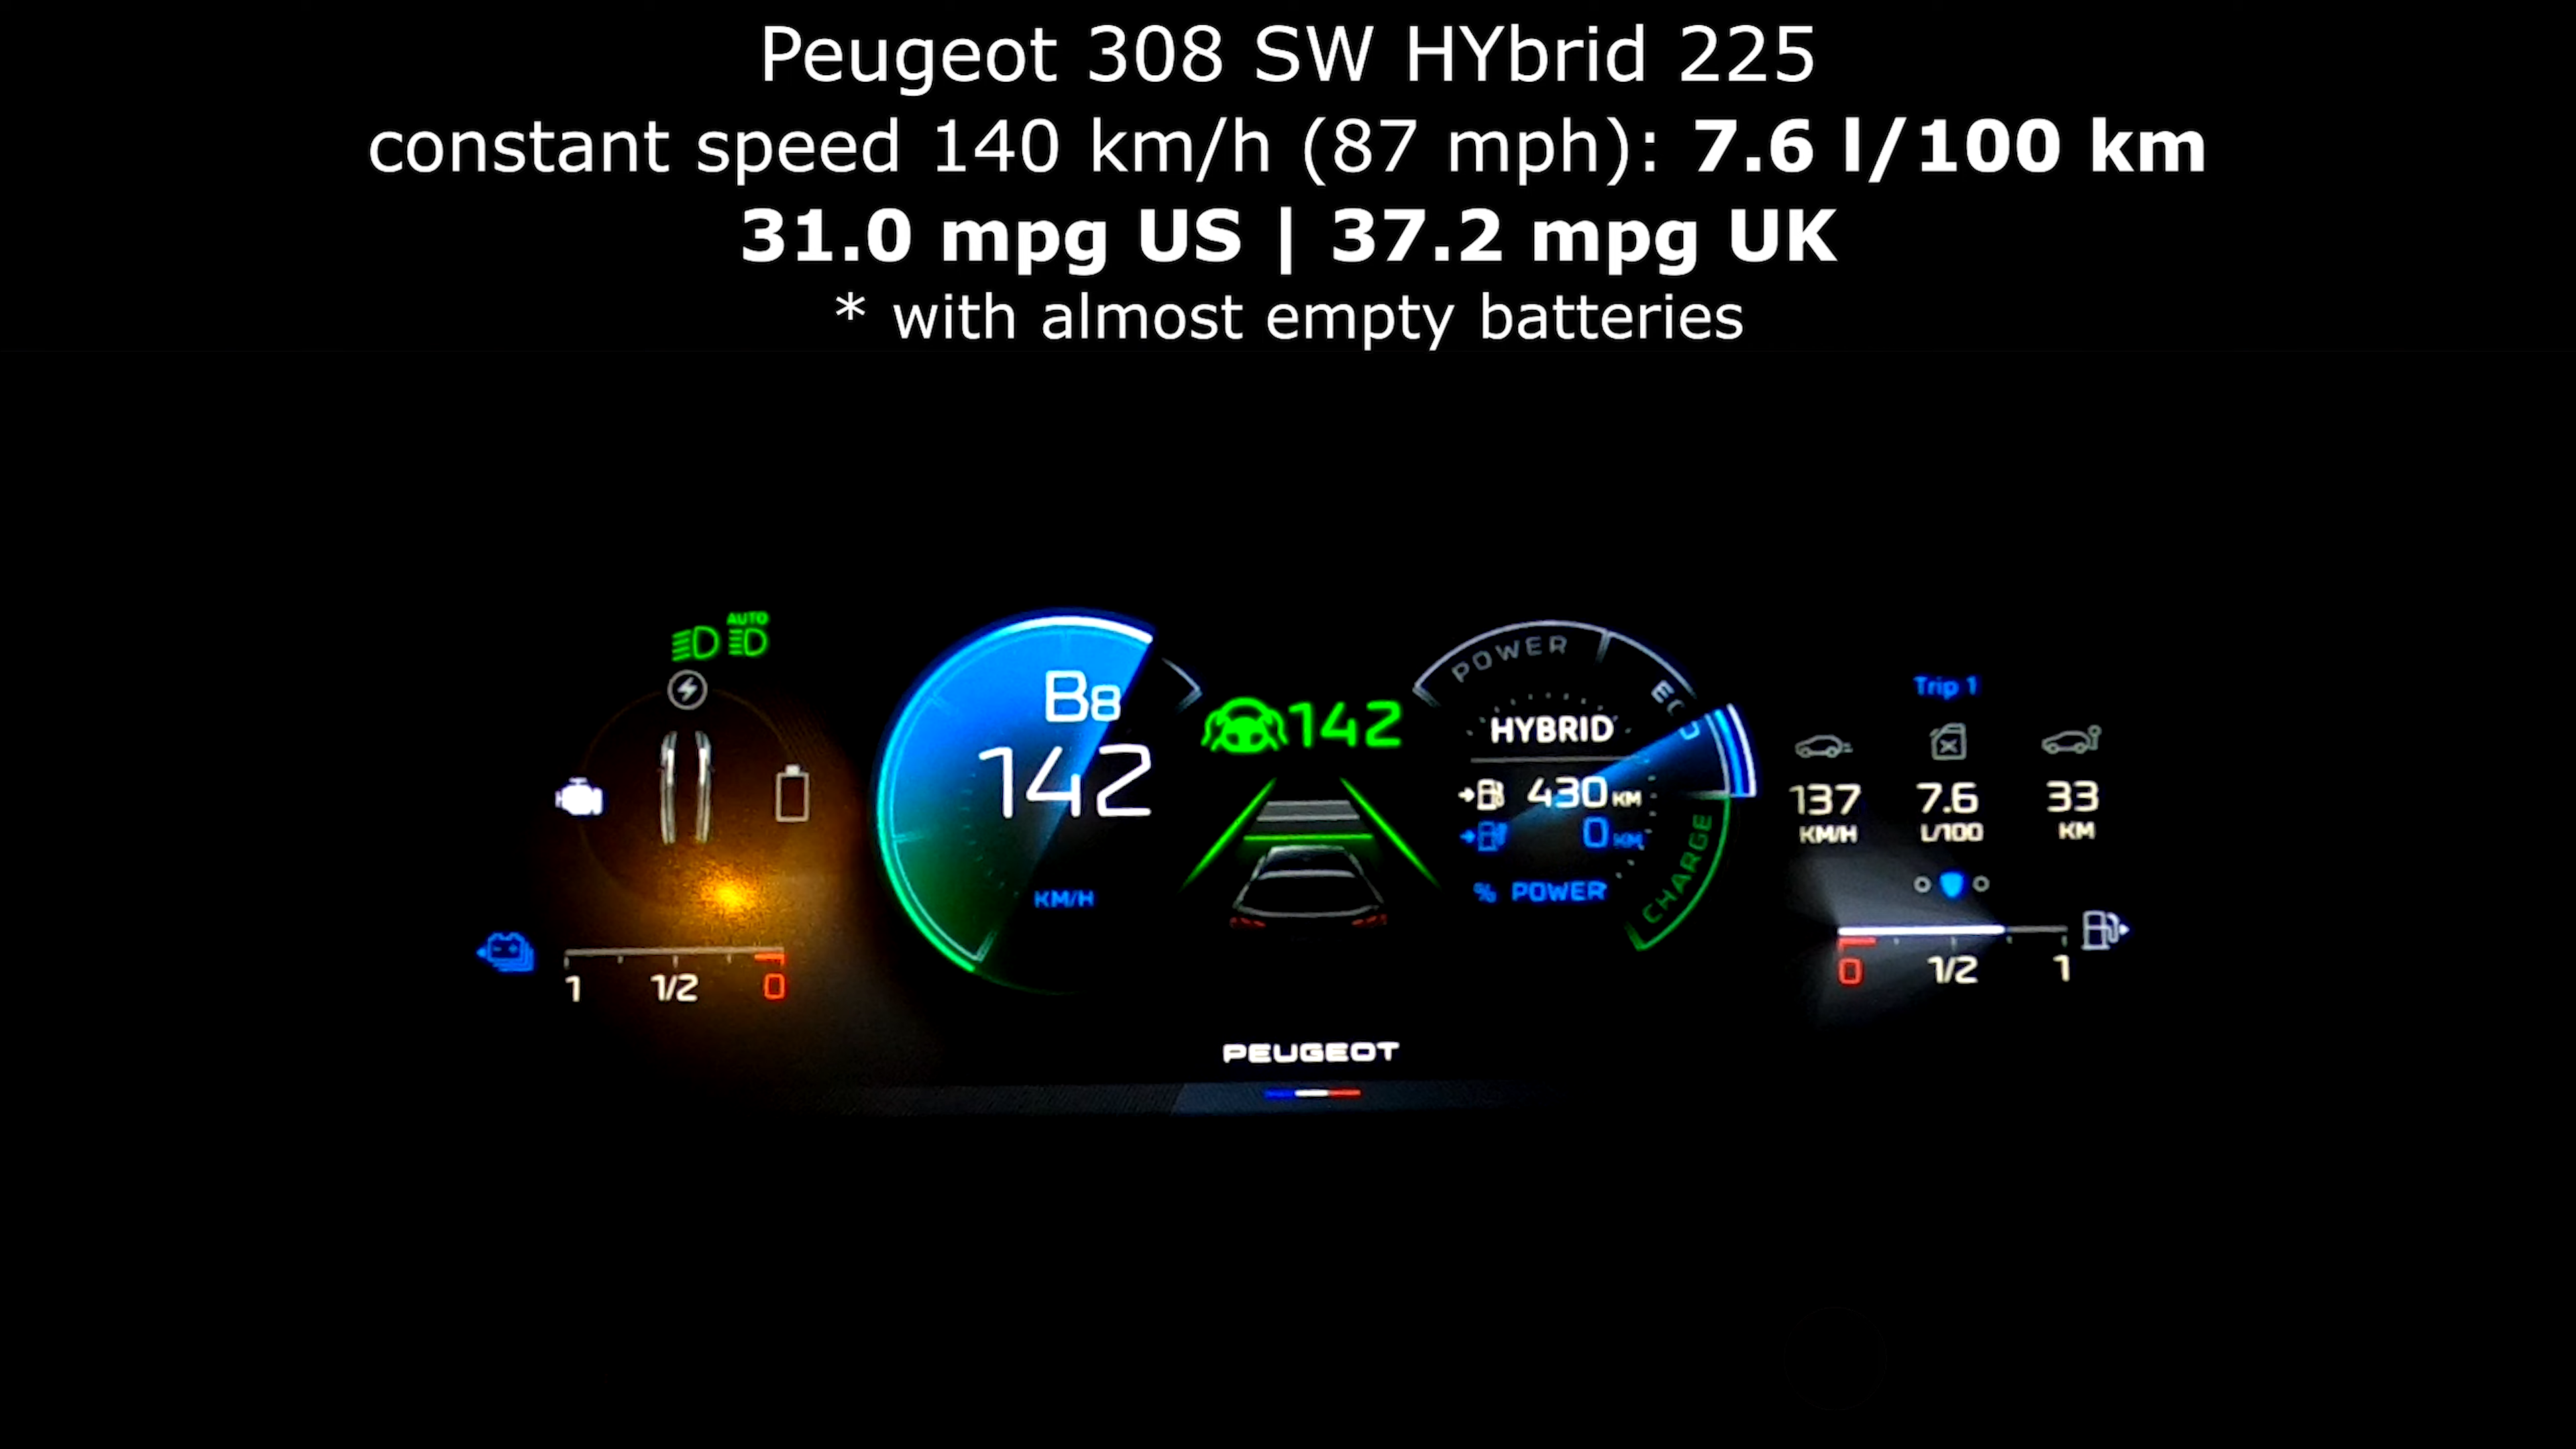 Peugeot 308 SW HYbrid 225
constant speed 140 km/h (87 mph): 7.6 l/100 km
31.0 mpg US | 37.2 mpg UK
* with almost empty batteries
AUTO
B8
142
KM/H
142
POWER
ECO
HYBRID
430 KM
0 KM
% POWER
CHARGE
Trip 1
137 7.6 33
KM/H L/100 KM
1 1/2 0
0 1/2 1
PEUGEOT